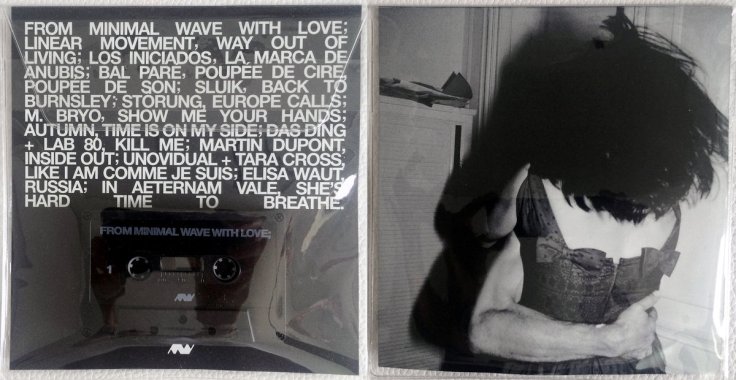 FROM MINIMAL WAVE WITH LOVE;
LINEAR MOVEMENT, WAY OUT OF
LIVING; LOS INICIADOS, LA MARCA DE
ANUBIS; BAL PARE, POUPÉE DE CIRE,
POUPÉE DE SON; SLUIK, BACK TO
BURNSLEY; STÖRUNG, EUROPE CALLS;
M. BRYO, SHOW ME YOUR HANDS;
AUTUMN, TIME IS ON MY SIDE; DAS DING
+ LAB 80, KILL ME; MARTIN DUPONT,
INSIDE OUT; UNOVIDUAL + TARA CROSS,
LIKE I AM COMME JE SUIS; ELISA WAUT,
RUSSIA; IN AETERNAM VALE, SHE'S
HARD TIME TO BREATHE.
FROM MINIMAL WAVE WITH LOVE;
1